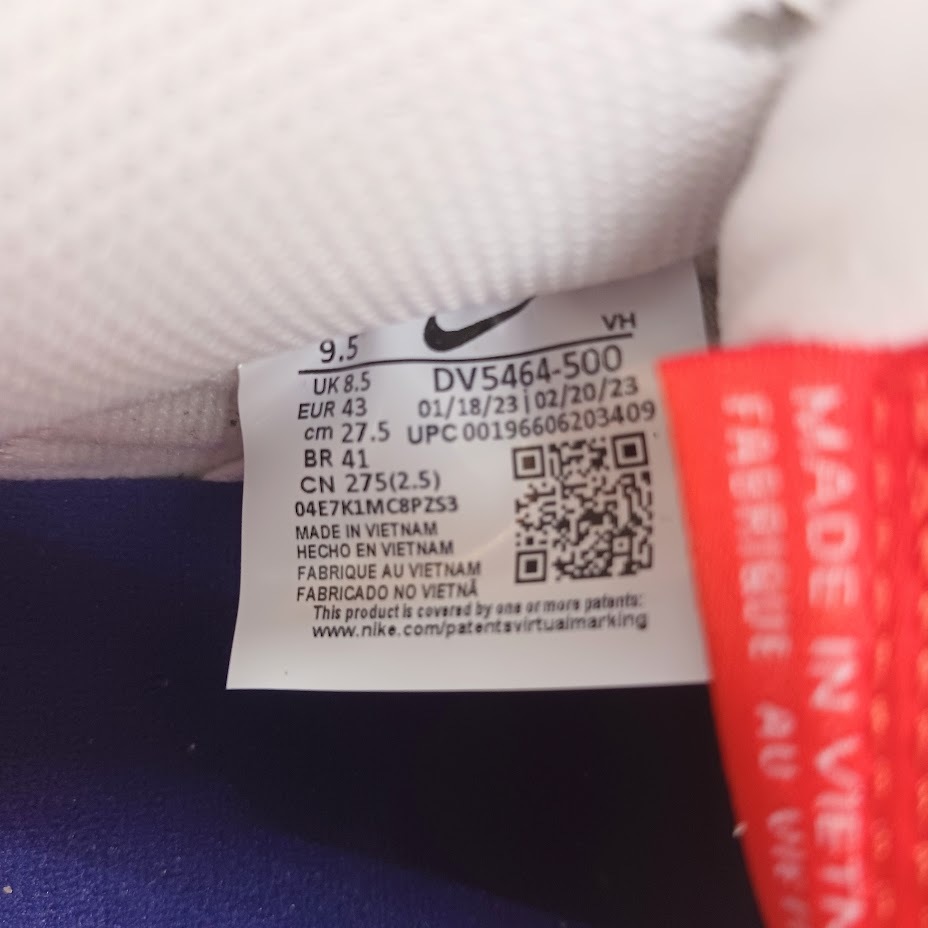 9.5
VH
UK 8.5
DV5464-500
EUR 43
01/18/23 | 02/20/23
cm 27.5
UPC 00196606203409
BR 41
CN 275(2.5)
04E7K1MC8PZS3
MADE IN VIETNAM
HECHO EN VIETNAM
FABRIQUE AU VIETNAM
FABRICADO NO VIETNÃ
This product is covered by one or more patents:
www.nike.com/patentsvirtualmarking
MADE IN VIETN
FABRIQUE AU